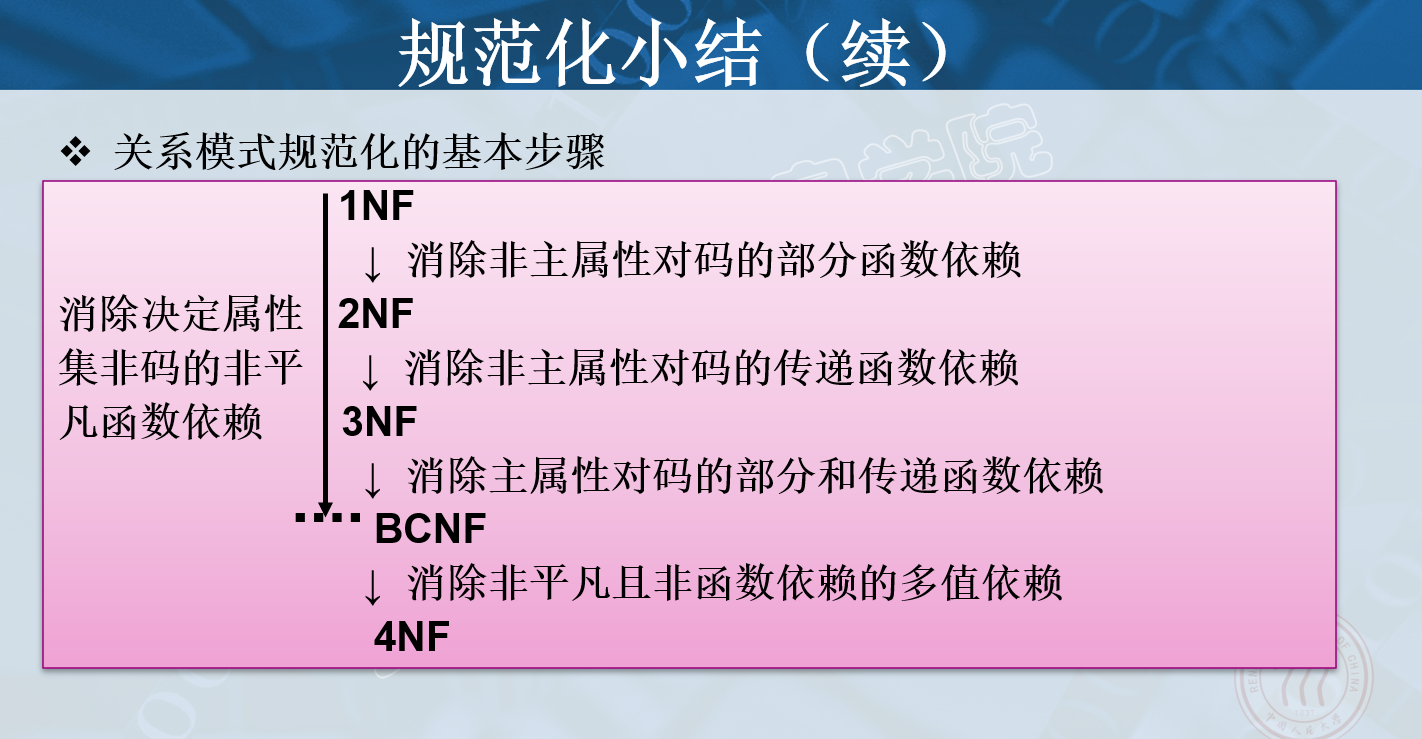 规范化小结（续）
❖ 关系模式规范化的基本步骤
1NF
↓ 消除非主属性对码的部分函数依赖
消除决定属性 2NF
集非码的非平 ↓ 消除非主属性对码的传递函数依赖
凡函数依赖 3NF
↓ 消除主属性对码的部分和传递函数依赖
▪▪▪▪ BCNF
↓ 消除非平凡且非函数依赖的多值依赖
4NF